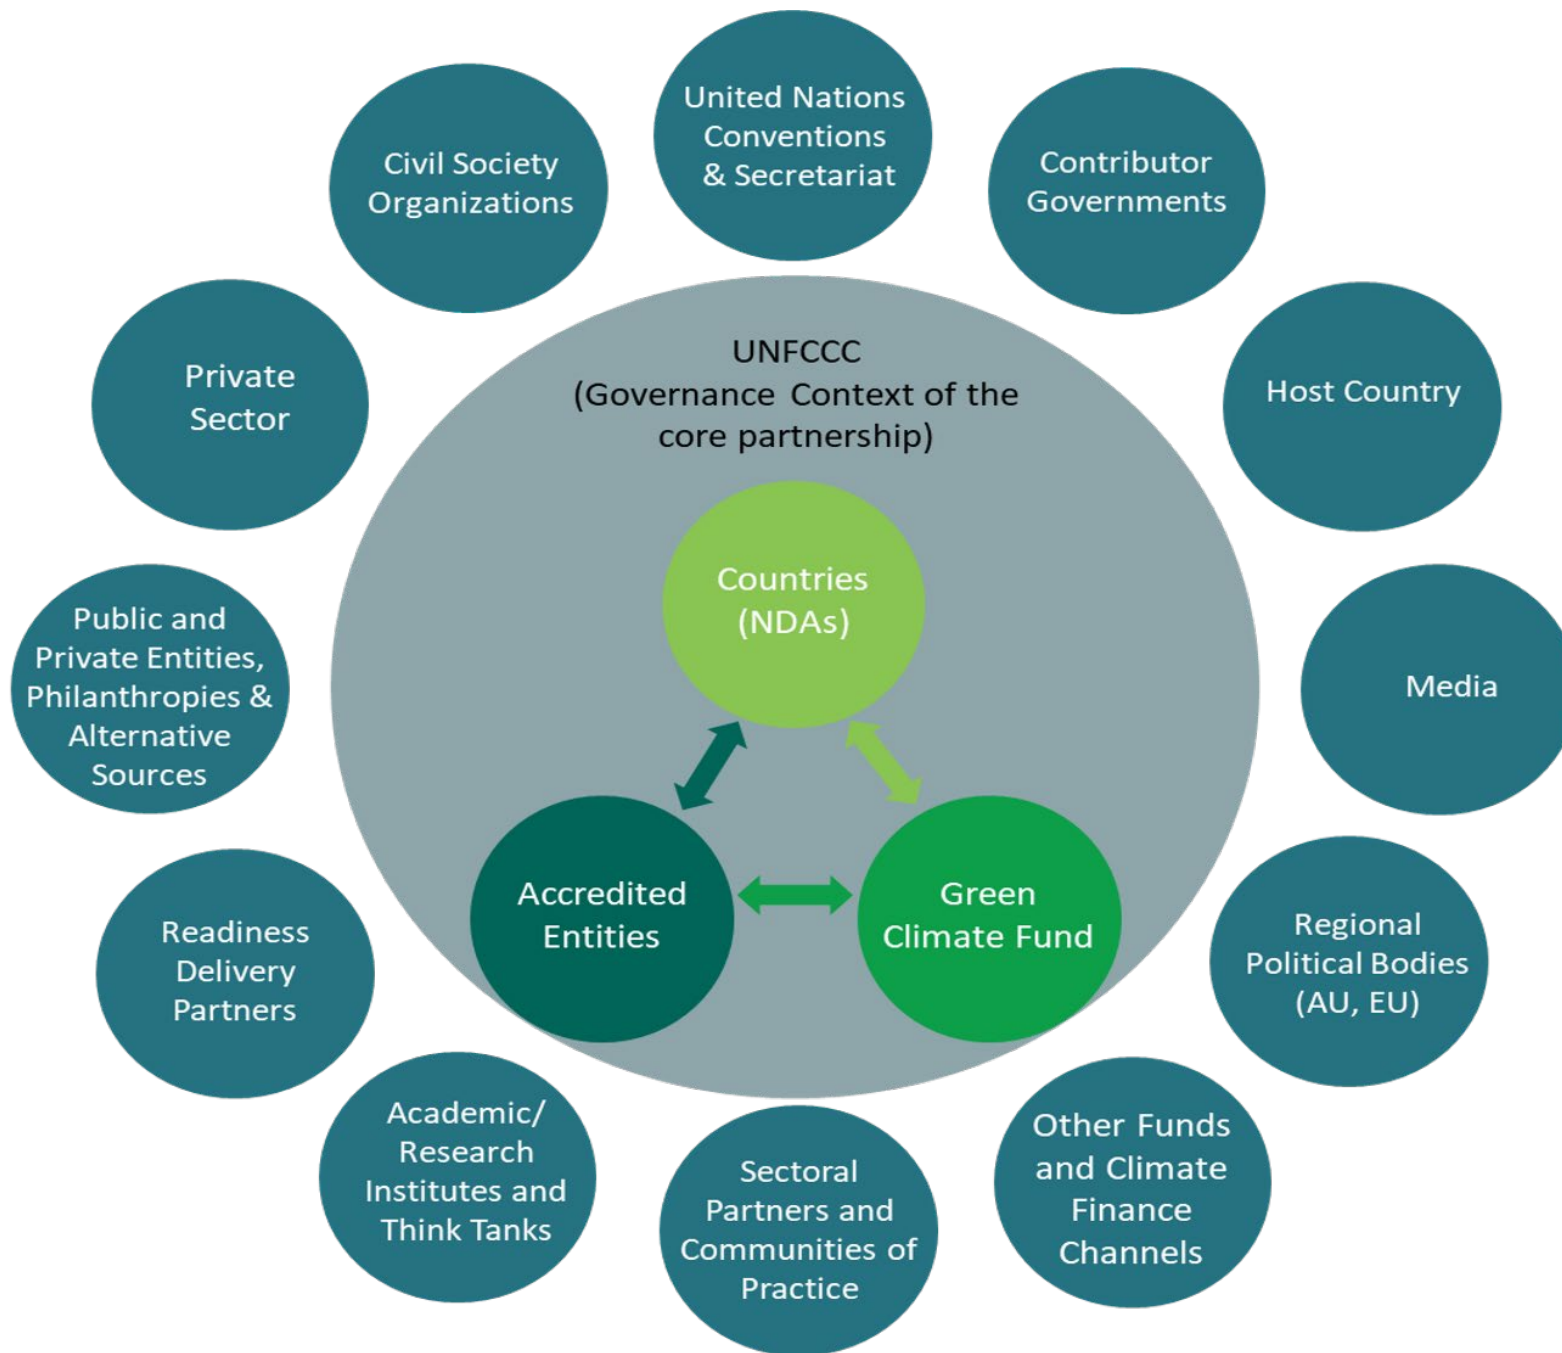 United Nations
Conventions
& Secretariat
Contributor
Governments
Host Country
Media
Regional
Political Bodies
(AU, EU)
Other Funds
and Climate
Finance
Channels
Sectoral
Partners and
Communities of
Practice
Academic/
Research
Institutes and
Think Tanks
Readiness
Delivery
Partners
Public and
Private Entities,
Philanthropies &
Alternative
Sources
Private
Sector
Civil Society
Organizations
UNFCCC
(Governance Context of the
core partnership)
Countries
(NDAs)
Accredited
Entities
Green
Climate Fund